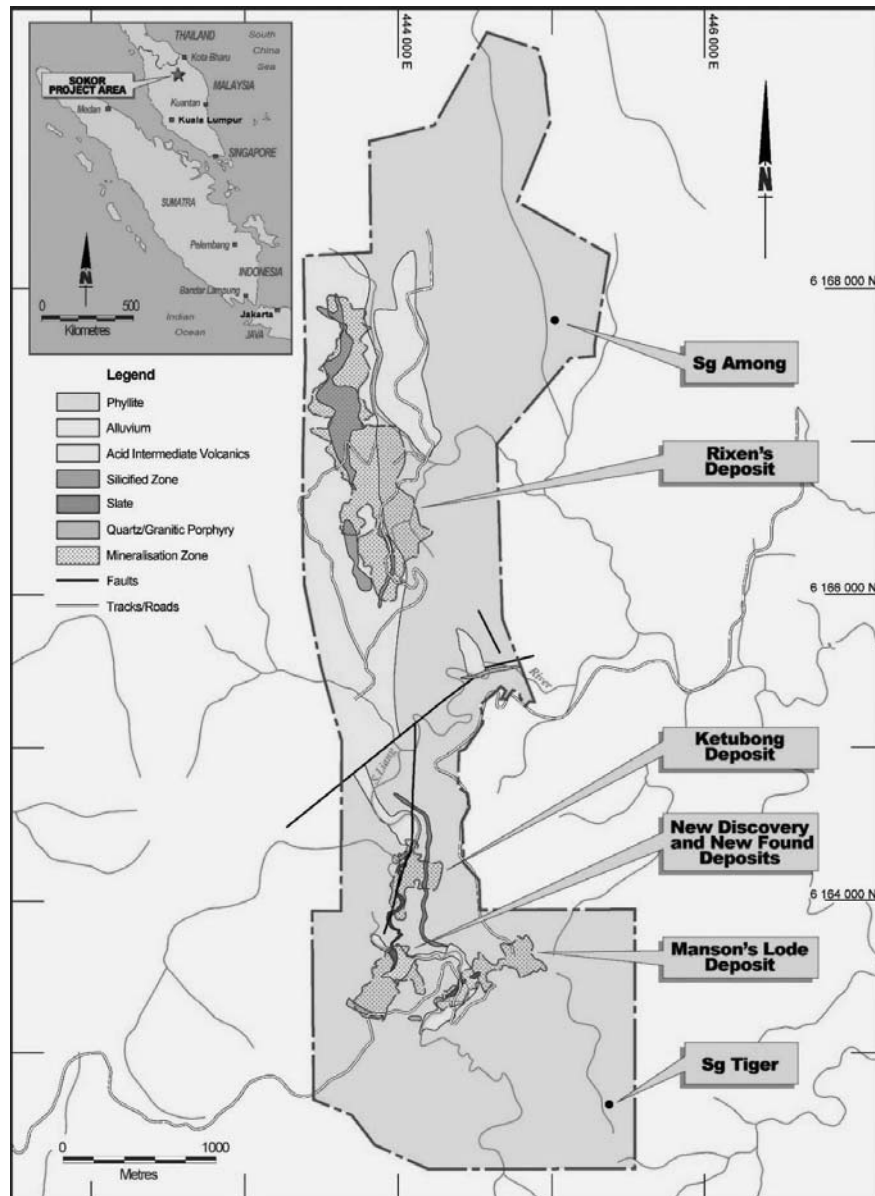 444 000 E
446 000 E
THAILAND
South
China
Sea
Kota Bharu
SOKOR
PROJECT AREA
MALAYSIA
Medan
Kuantan
Kuala Lumpur
SINGAPORE
SUMATRA
Pelembang
INDONESIA
Bandar Lampung
N
0 500
Kilometres
Jakarta
Indian
Ocean
JAVA
N
6 168 000 N
Sg Among
Legend
Phyllite
Alluvium
Acid Intermediate Volcanics
Silicified Zone
Slate
Quartz/Granitic Porphyry
Mineralisation Zone
Faults
Tracks/Roads
Rixen's
Deposit
6 166 000 N
River
S.Liang
Ketubong
Deposit
New Discovery
and New Found
Deposits
6 164 000 N
Manson's Lode
Deposit
Sg Tiger
0 1000
Metres